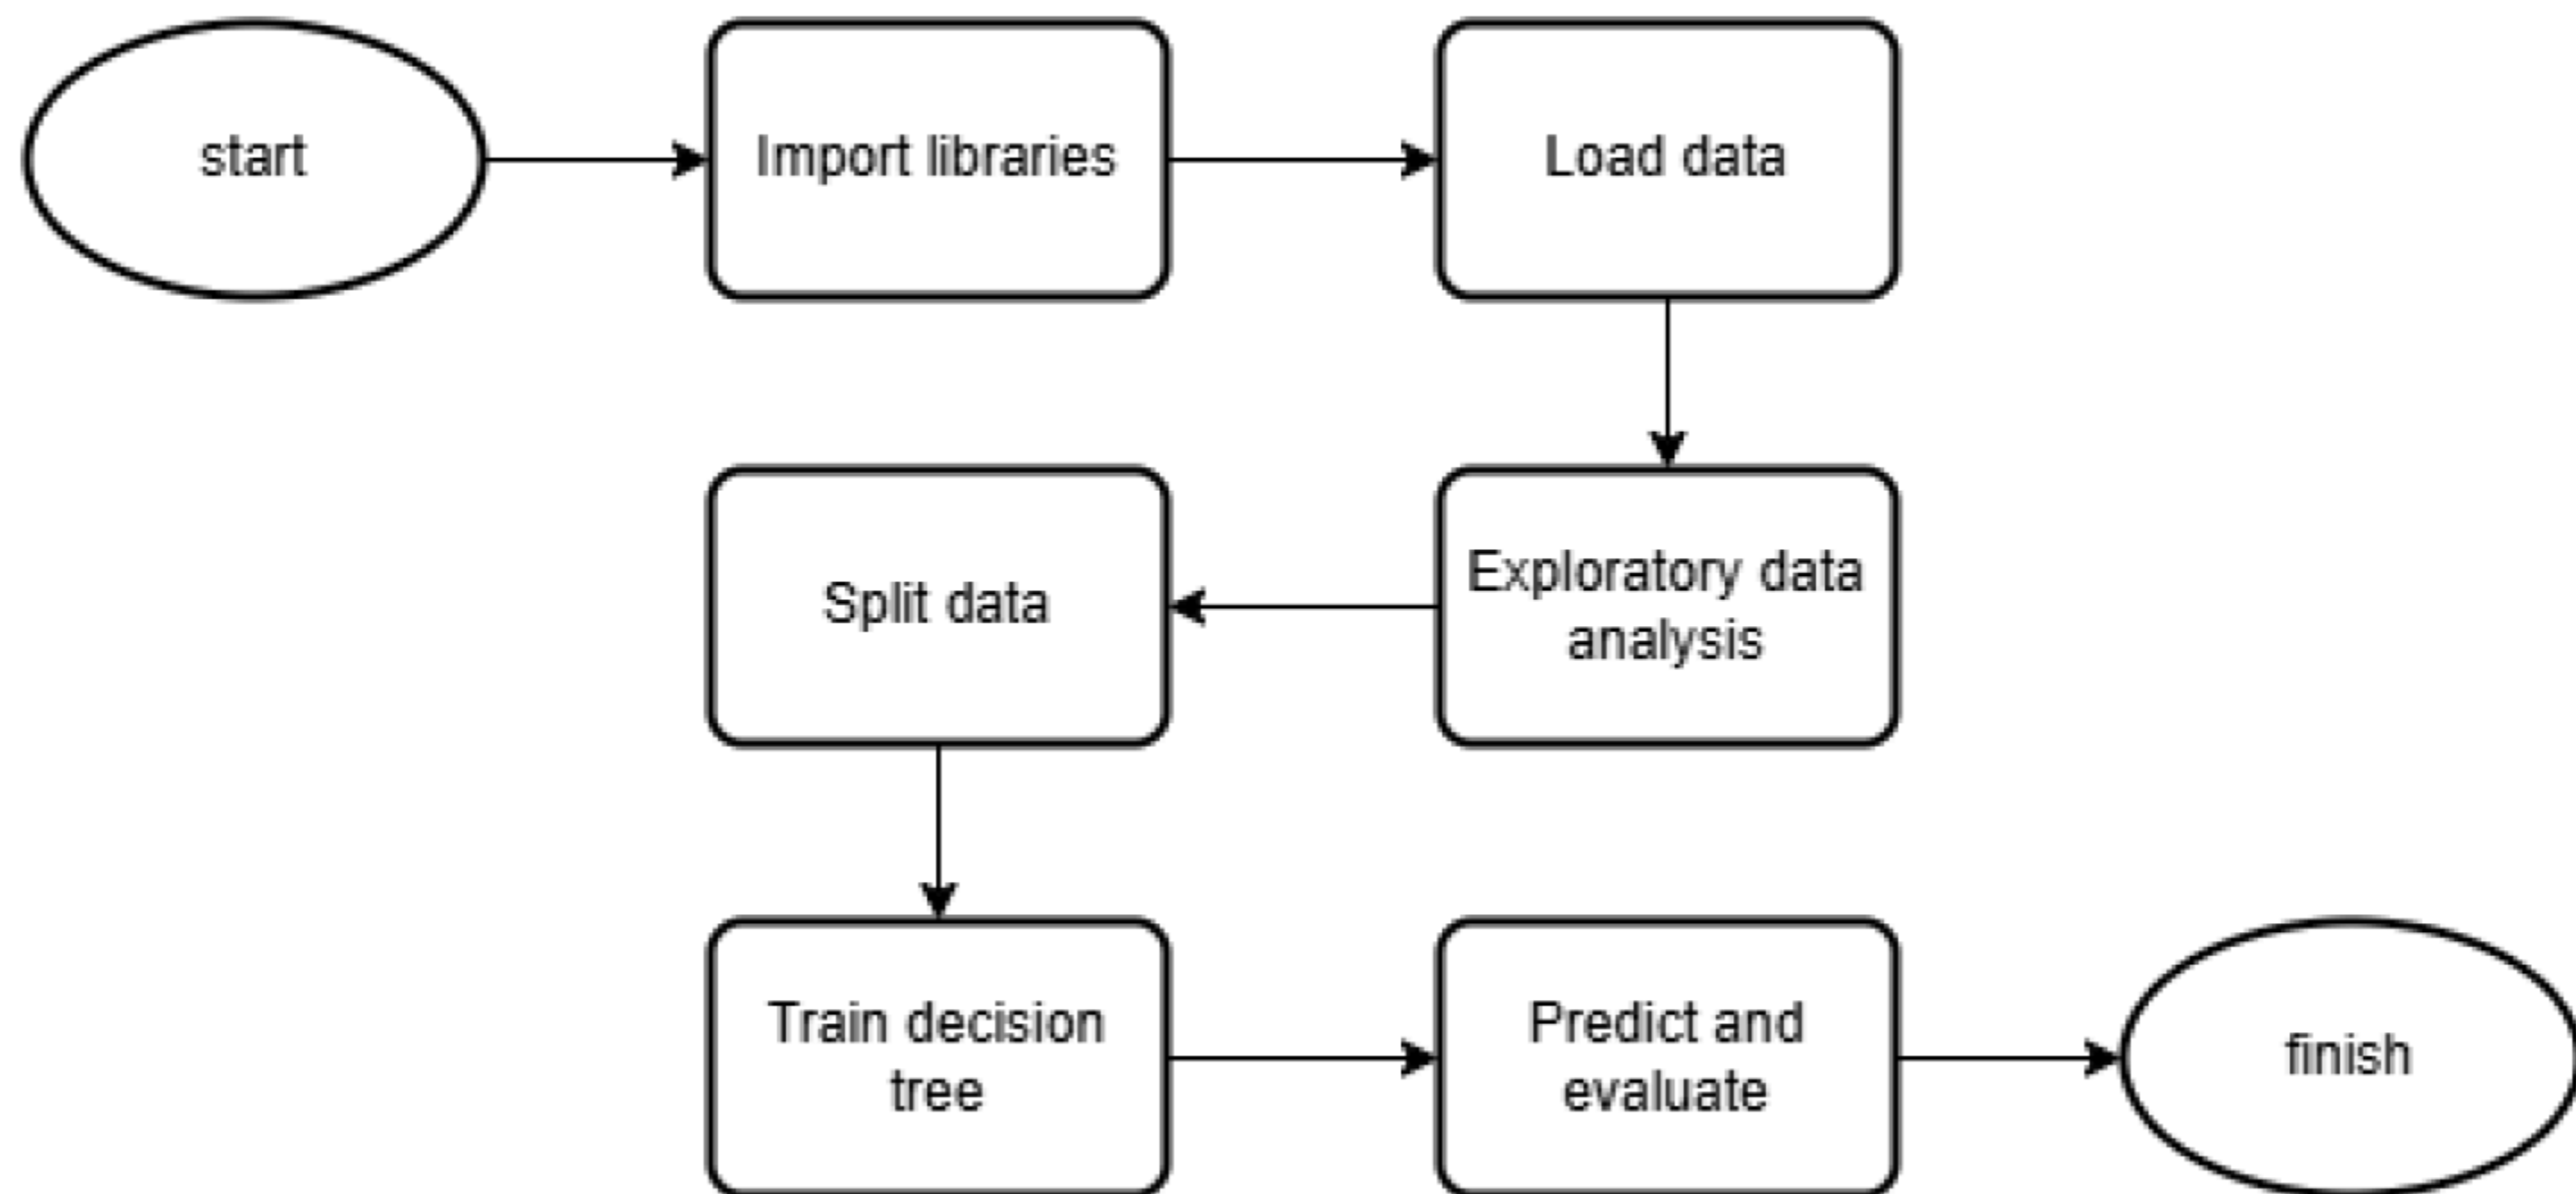 start
Import libraries
Load data
Exploratory data
analysis
Split data
Train decision
tree
Predict and
evaluate
finish